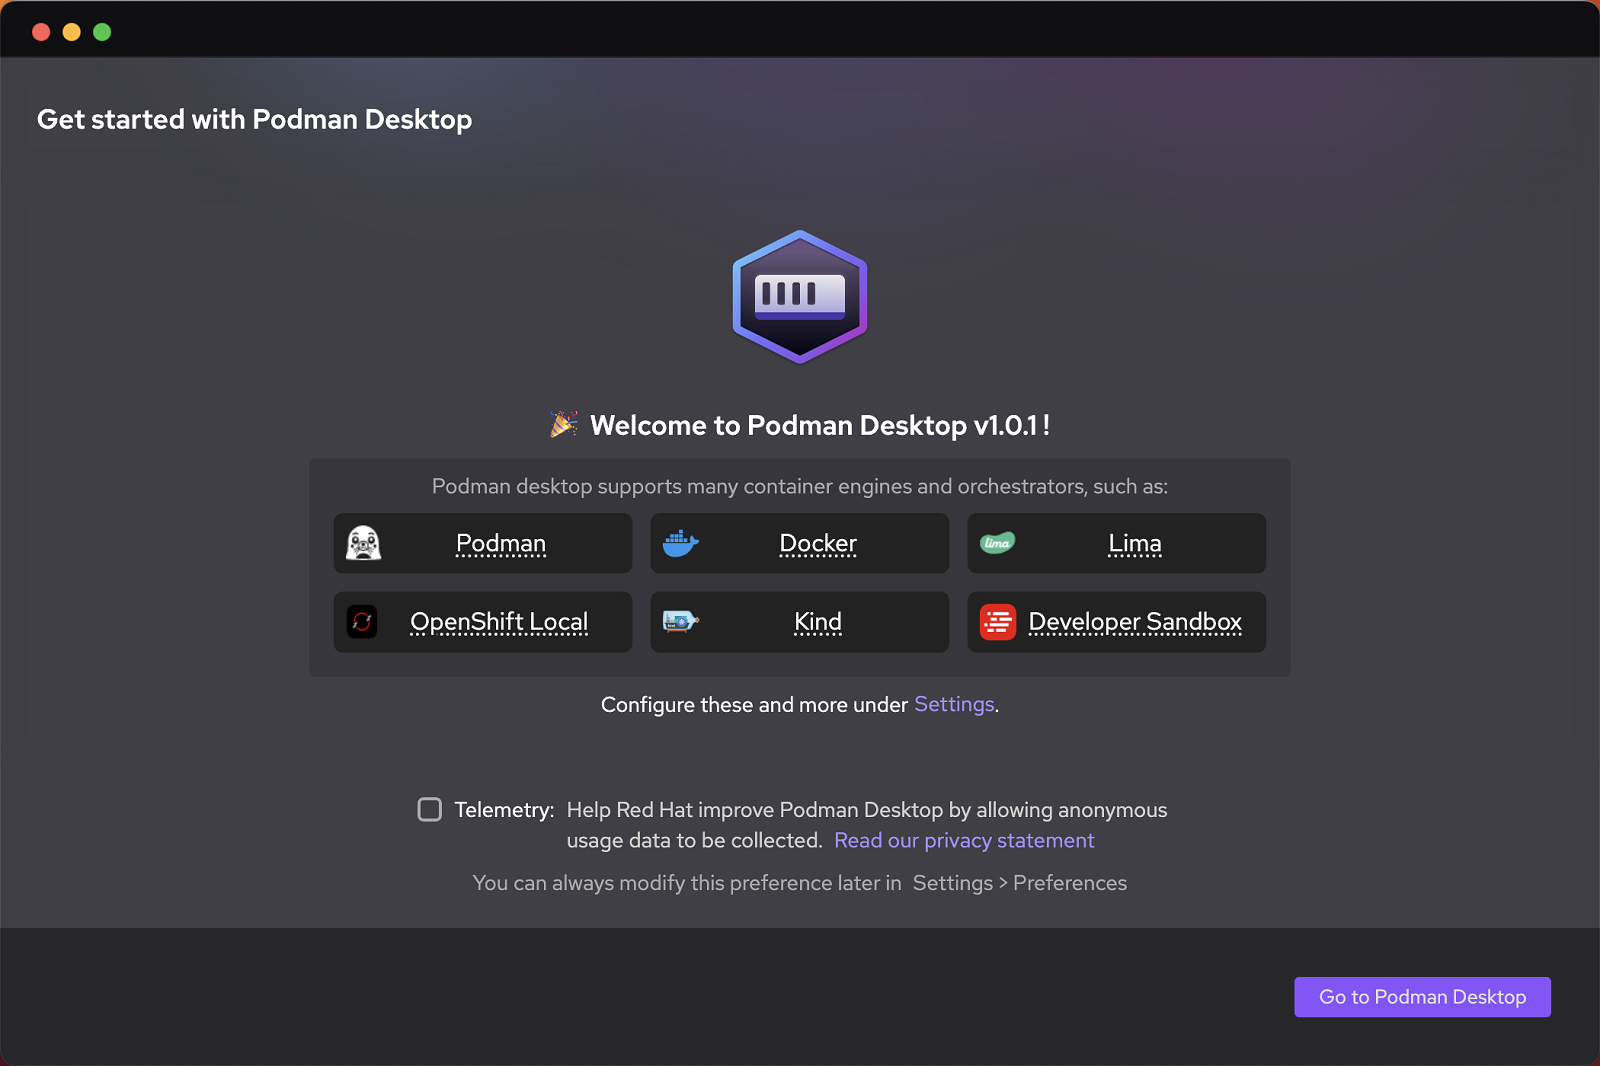 Get started with Podman Desktop
🎉 Welcome to Podman Desktop v1.0.1 !
Podman desktop supports many container engines and orchestrators, such as:
Podman
Docker
lima
Lima
OpenShift Local
Kind
Developer Sandbox
Configure these and more under Settings.
Telemetry: Help Red Hat improve Podman Desktop by allowing anonymous
usage data to be collected. Read our privacy statement
You can always modify this preference later in Settings > Preferences
Go to Podman Desktop